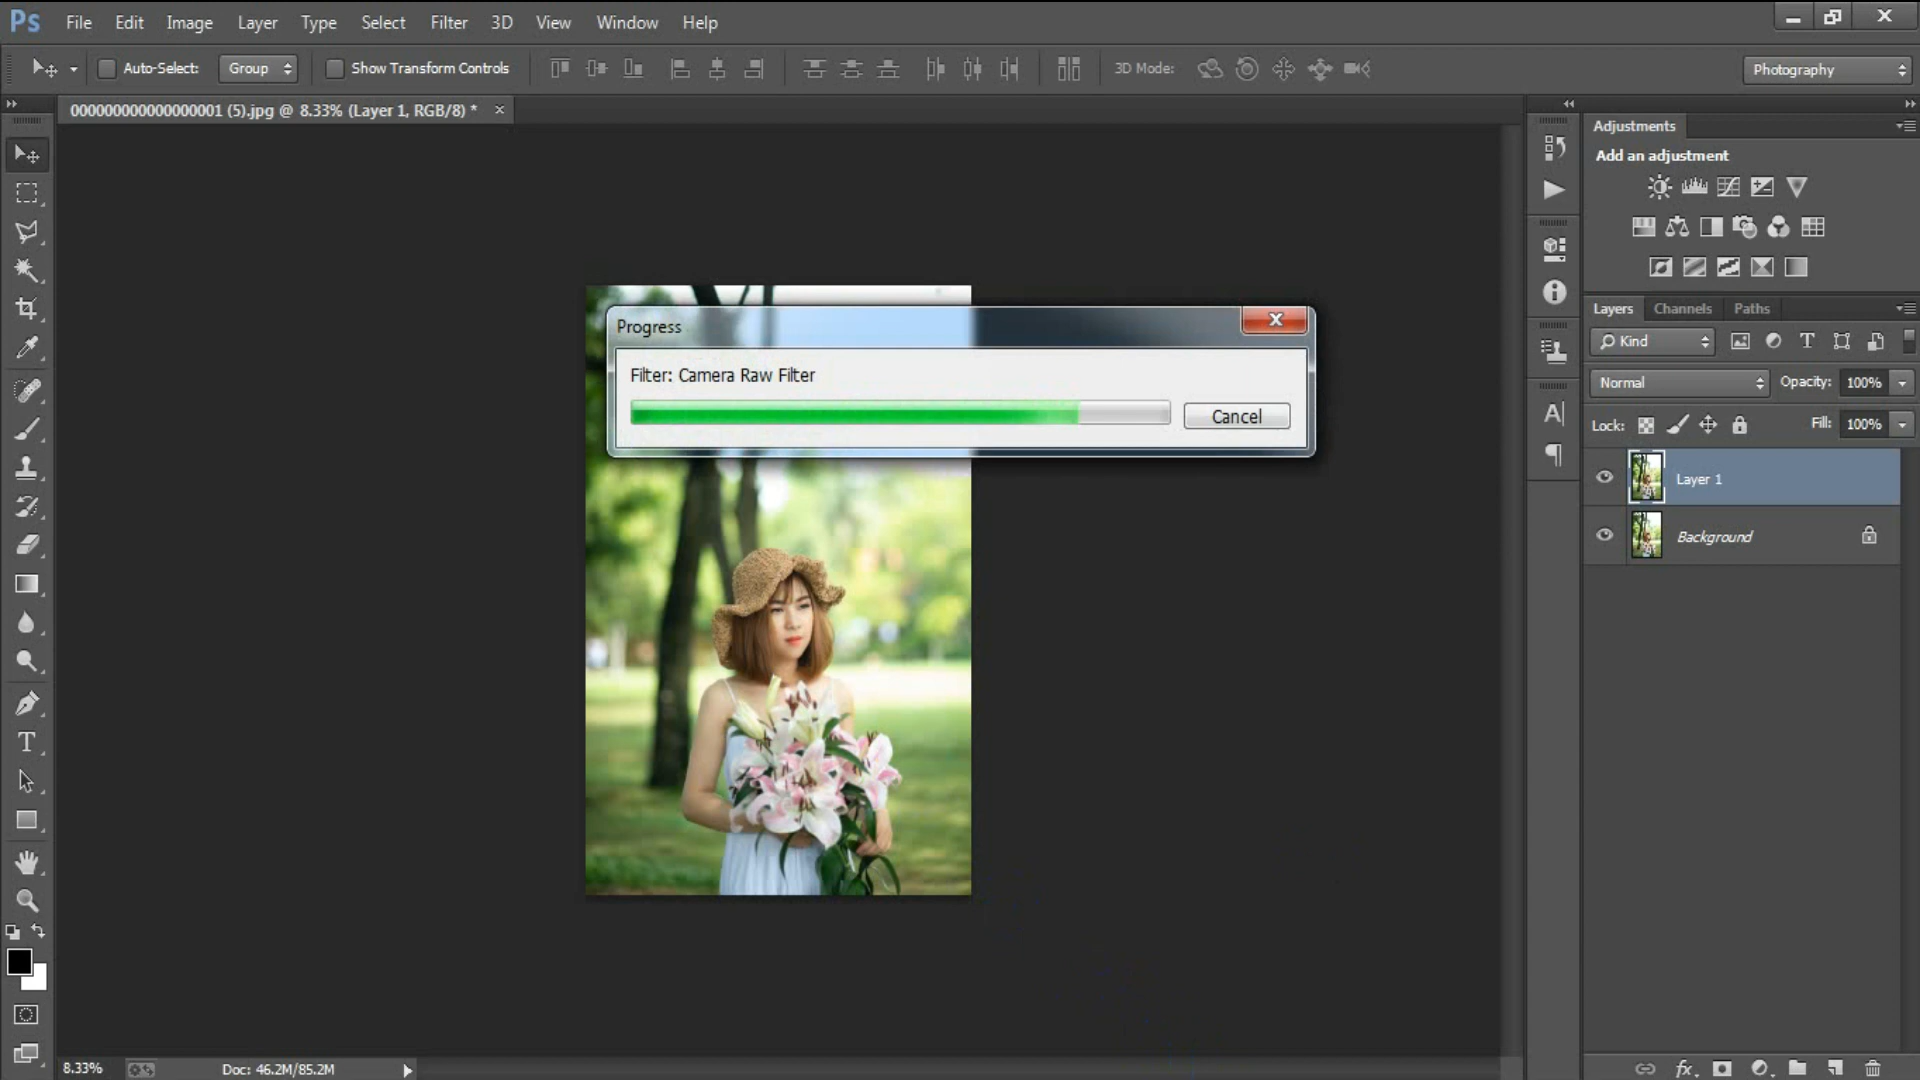 Ps File Edit Image Layer Type Select Filter 3D View Window Help
Auto-Select: Group Show Transform Controls 3D Mode: Photography
000000000000000001 (5).jpg @ 8.33% (Layer 1, RGB/8) * ×
Adjustments
Add an adjustment
Layers Channels Paths
Kind
Normal Opacity: 100%
Lock: Fill: 100%
Layer 1
Background
Progress
Filter: Camera Raw Filter
Cancel
8.33% Doc: 46.2M/85.2M
fx